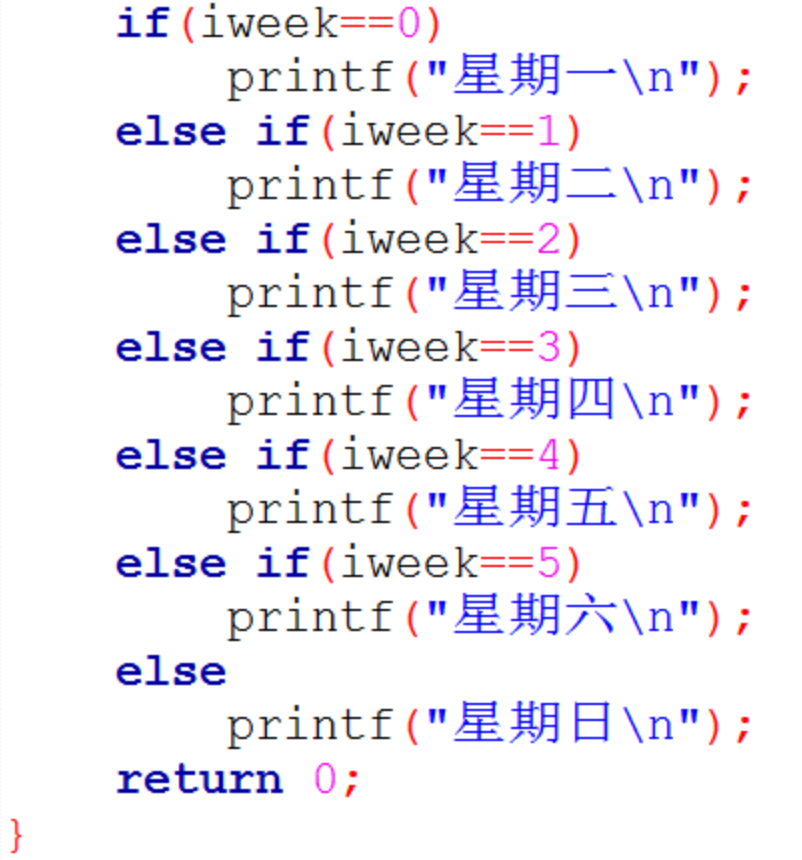 if(iweek==0)
printf("星期一\n");
else if(iweek==1)
printf("星期二\n");
else if(iweek==2)
printf("星期三\n");
else if(iweek==3)
printf("星期四\n");
else if(iweek==4)
printf("星期五\n");
else if(iweek==5)
printf("星期六\n");
else
printf("星期日\n");
return 0;
}